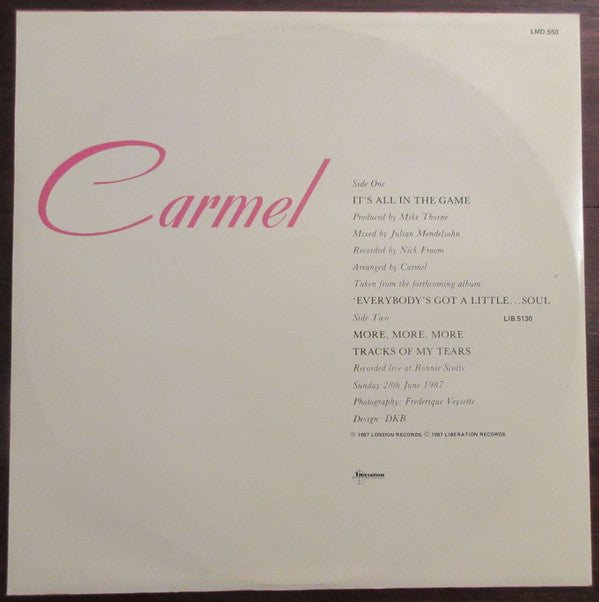 LMD.550
Carmel
Side One
IT'S ALL IN THE GAME
Produced by Mike Thorne
Mixed by Julian Mendelsohn
Recorded by Nick Froom
Arranged by Carmel
Taken from the forthcoming album:
'EVERYBODY'S GOT A LITTLE...SOUL
Side Two LIB.5130
MORE, MORE, MORE
TRACKS OF MY TEARS
Recorded live at Ronnie Scotts
Sunday 28th June 1987
Photography: Frederique Veysette
Design: DKB
℗ 1987 LONDON RECORDS. © 1987 LIBERATION RECORDS.
Liberation